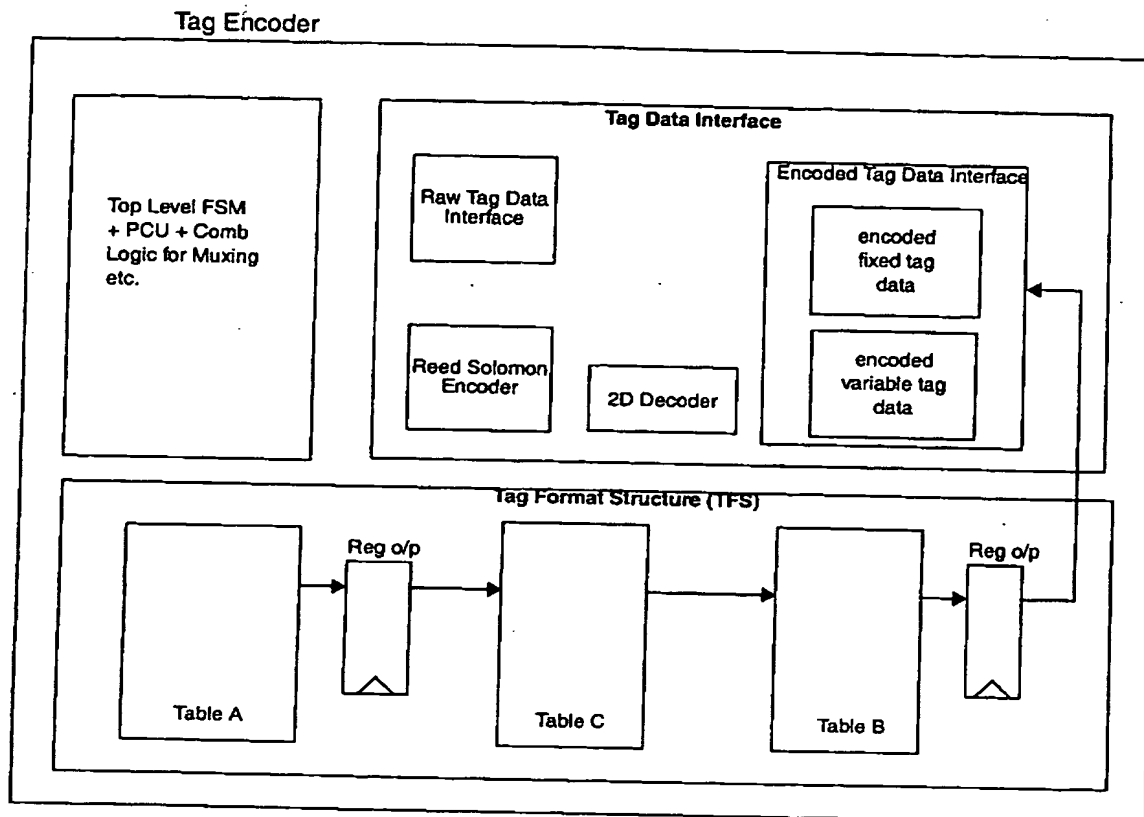 Tag Encoder
Top Level FSM
+ PCU + Comb
Logic for Muxing
etc.
Tag Data Interface
Raw Tag Data
Interface
Reed Solomon
Encoder
2D Decoder
Encoded Tag Data Interface
encoded
fixed tag
data
encoded
variable tag
data
Tag Format Structure (TFS)
Table A
Reg o/p
Table C
Table B
Reg o/p